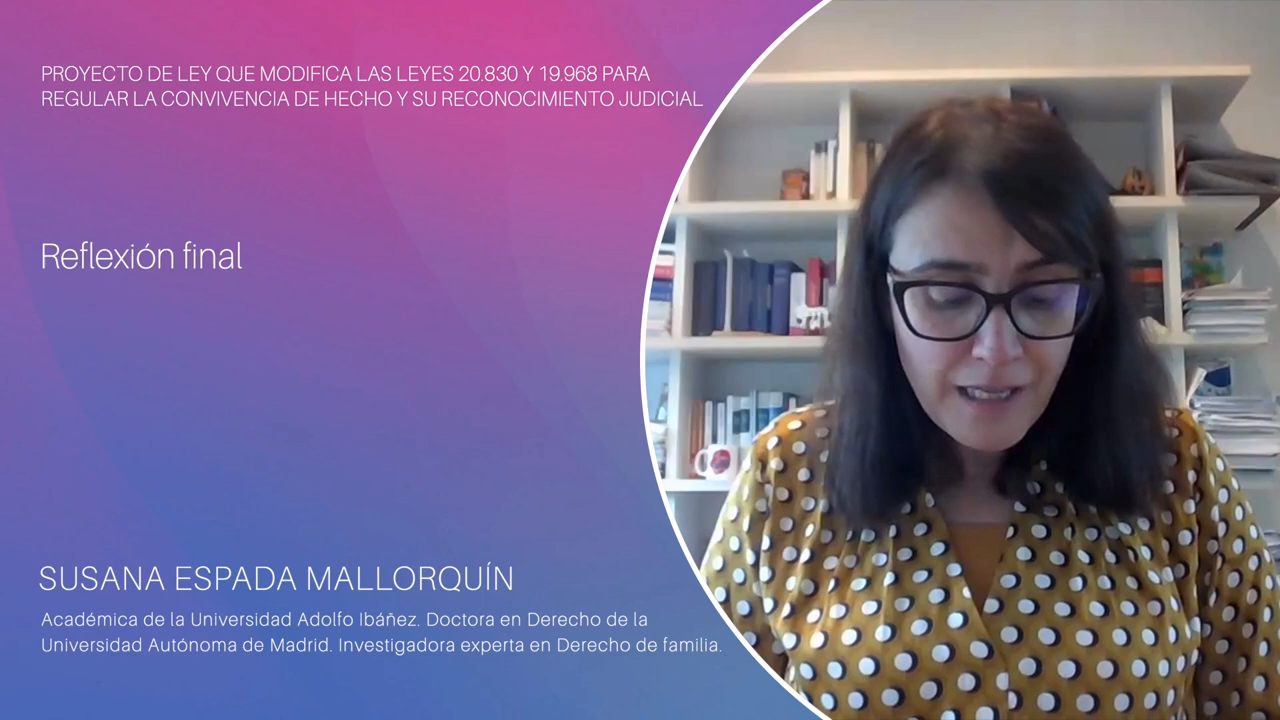 PROYECTO DE LEY QUE MODIFICA LAS LEYES 20.830 Y 19.968 PARA
REGULAR LA CONVIVENCIA DE HECHO Y SU RECONOCIMIENTO JUDICIAL
Reflexión final
SUSANA ESPADA MALLORQUÍN
Académica de la Universidad Adolfo Ibáñez. Doctora en Derecho de la
Universidad Autónoma de Madrid. Investigadora experta en Derecho de familia.